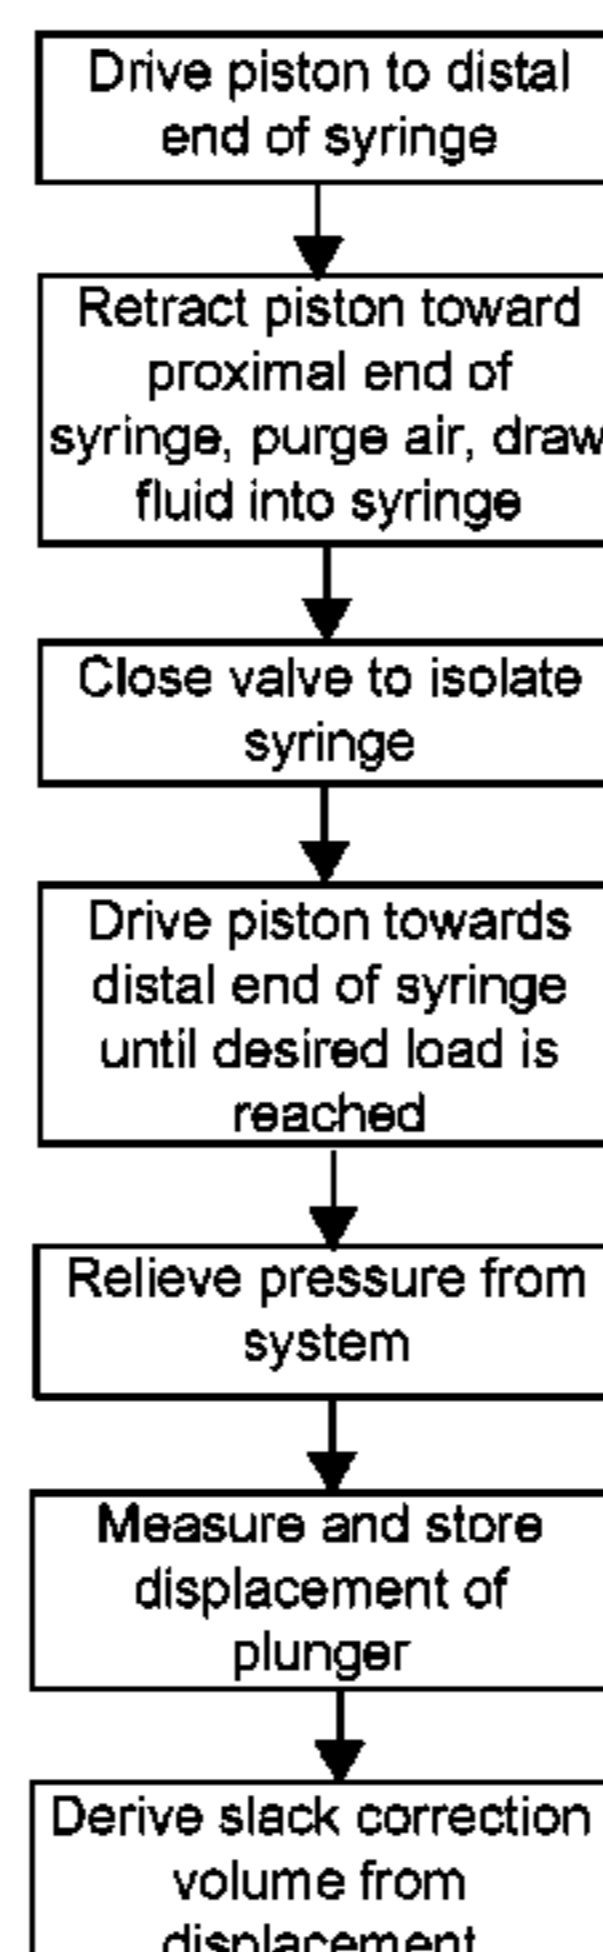 Drive piston to distal
end of syringe
Retract piston toward
proximal end of
syringe, purge air, draw
fluid into syringe
Close valve to isolate
syringe
Drive piston towards
distal end of syringe
until desired load is
reached
Relieve pressure from
system
Measure and store
displacement of
plunger
Derive slack correction
volume from
displacement